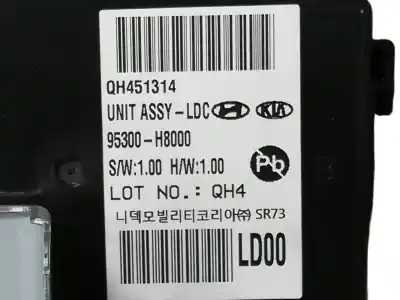 QH451314
UNIT ASSY-LDC KIA
95300-H8000
S/W:1.00 H/W:1.00
Pb
LOT NO.: QH4
니덱모빌리티코리아㈜ SR73
LD00